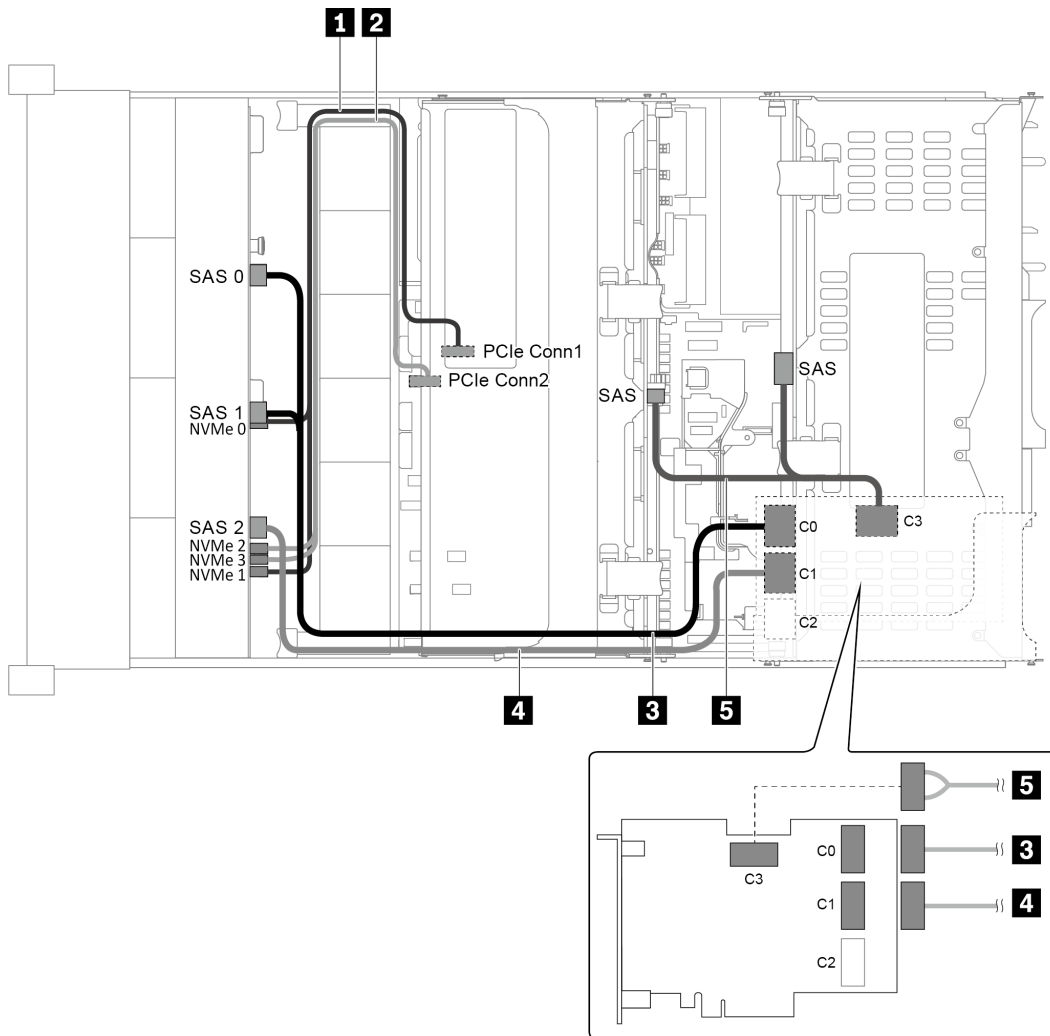 1 2
SAS 0
PCIe Conn1
PCIe Conn2
SAS
SAS
SAS 1
NVMe 0
SAS 2
NVMe 2
NVMe 3
NVMe 1
C0
C3
C1
C2
4 3 5
5
C0
3
C3
C1
4
C2